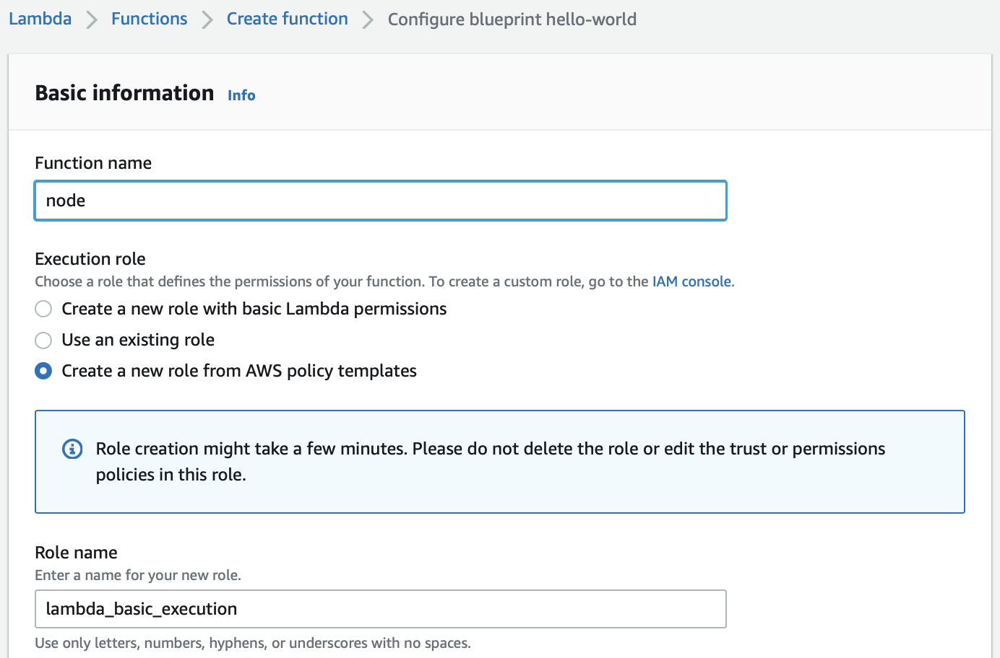 Lambda > Functions > Create function > Configure blueprint hello-world
Basic information Info
Function name
node
Execution role
Choose a role that defines the permissions of your function. To create a custom role, go to the IAM console.
Create a new role with basic Lambda permissions
Use an existing role
Create a new role from AWS policy templates
Role creation might take a few minutes. Please do not delete the role or edit the trust or permissions
policies in this role.
Role name
Enter a name for your new role.
lambda_basic_execution
Use only letters, numbers, hyphens, or underscores with no spaces.